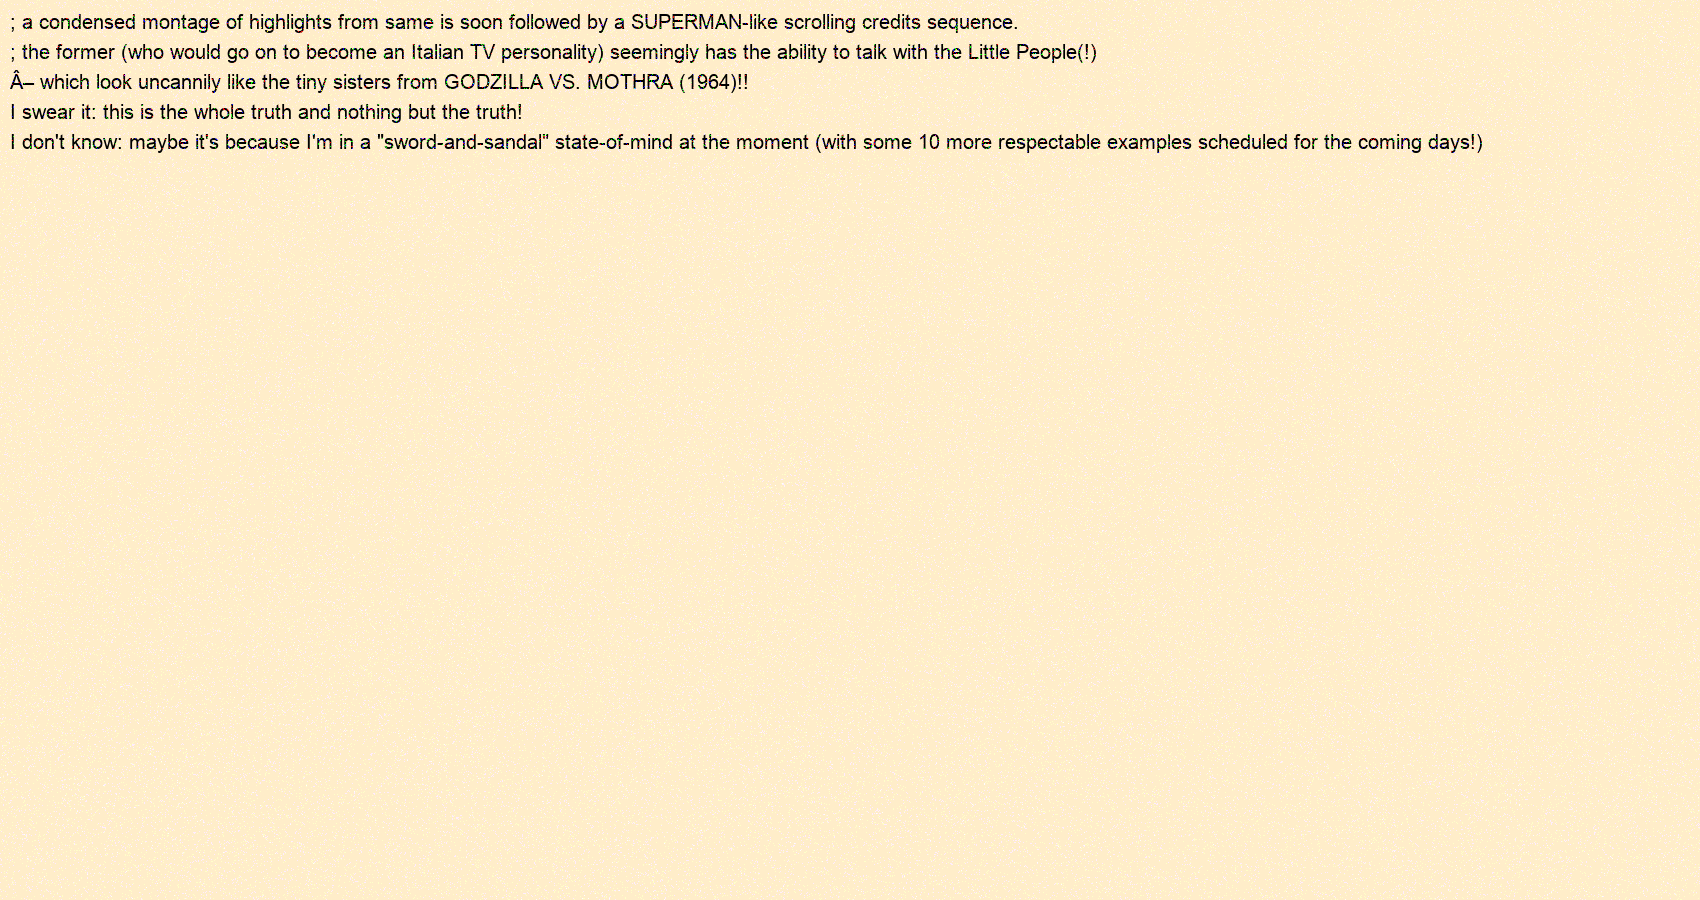 ; a condensed montage of highlights from same is soon followed by a SUPERMAN-like scrolling credits sequence.
; the former (who would go on to become an Italian TV personality) seemingly has the ability to talk with the Little People(!)
Â– which look uncannily like the tiny sisters from GODZILLA VS. MOTHRA (1964)!!
I swear it: this is the whole truth and nothing but the truth!
I don't know: maybe it's because I'm in a "sword-and-sandal" state-of-mind at the moment (with some 10 more respectable examples scheduled for the coming days!)